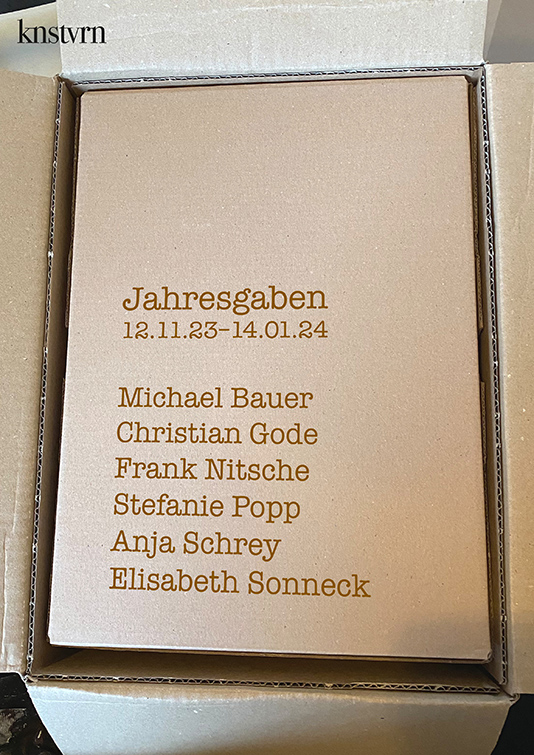 knstvrn
Jahresgaben
12.11.23–14.01.24
Michael Bauer
Christian Gode
Frank Nitsche
Stefanie Popp
Anja Schrey
Elisabeth Sonneck